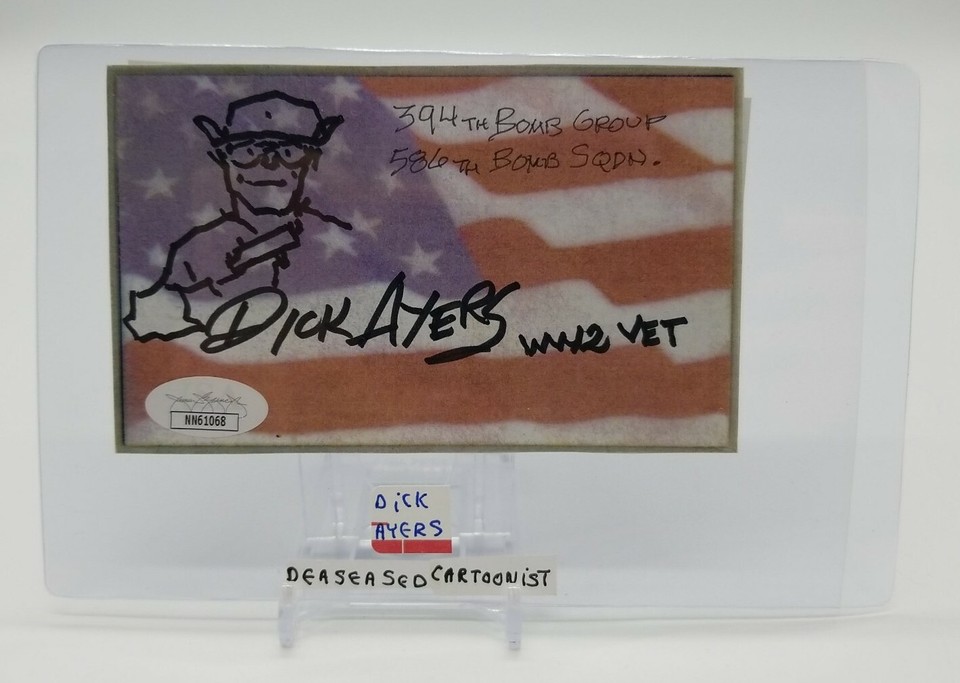 394TH BOMB GROUP
586TH BOMB SQDN.
DICK AYERS WW2 VET
NN61068
DiCK
AYERS
DEASEASED CARTOONiST